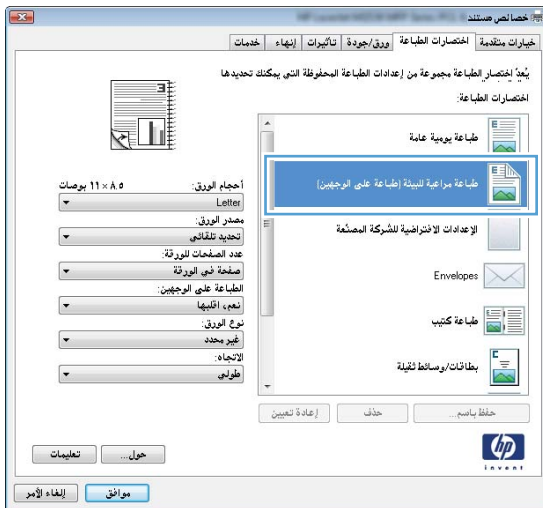 خصائص مستند
خيارات متقدمة
اختصارات الطباعة
ورق/جودة
تأثيرات
إنهاء
خدمات
يُعدّ اختصار الطباعة مجموعة من إعدادات الطباعة المحفوظة التي يمكنك تحديدها
اختصارات الطباعة:
طباعة يومية عامة
طباعة مراعية للبيئة (طباعة على الوجهين)
الإعدادات الافتراضية للشركة المصنّعة
Envelopes
طباعة كتيب
بطاقات/وسائط ثقيلة
حفظ باسم...
حذف
إعادة تعيين
أحجام الورق:
٨.٥ × ١١ بوصات
Letter
مصدر الورق:
تحديد تلقائي
عدد الصفحات للورقة:
صفحة في الورقة
الطباعة على الوجهين:
نعم، اقلبها
نوع الورق:
غير محدد
الاتجاه:
طولي
hp
invent
حول...
تعليمات
موافق
إلغاء الأمر